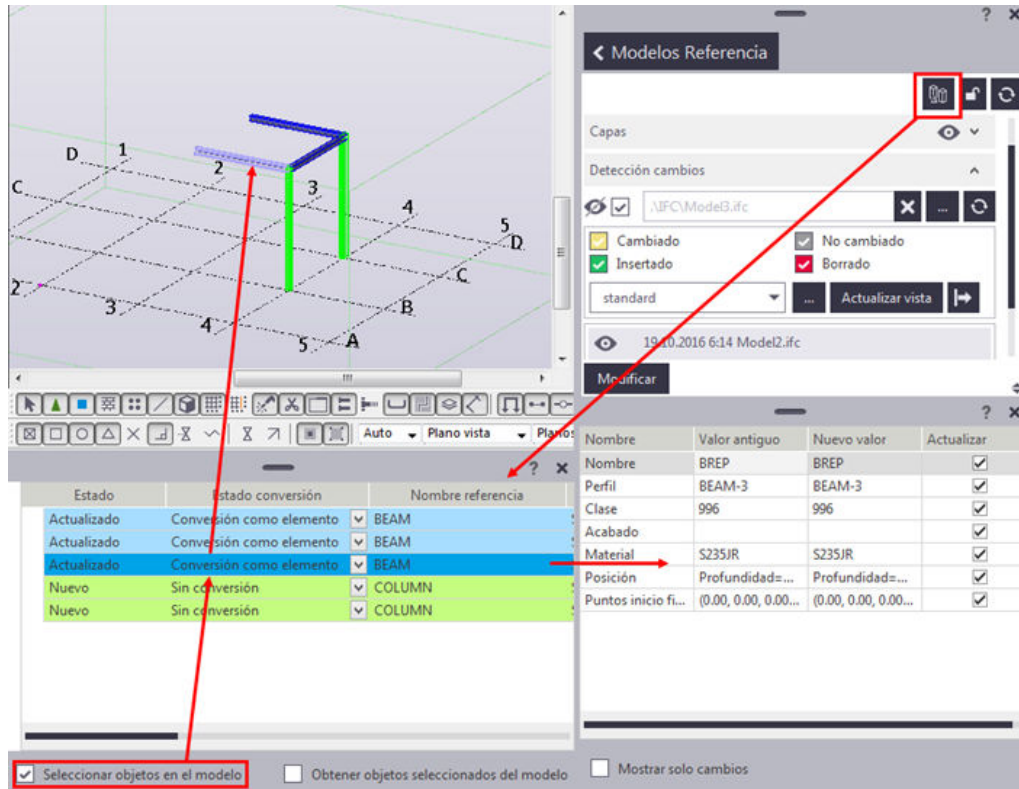 ? ×
Modelos Referencia
Capas
Detección cambios
.\IFC\Model3.ifc
...
Cambiado
No cambiado
Insertado
Borrado
standard
...
Actualizar vista
19.10.2016 6:14 Model2.ifc
Modificar
D 1
2
C
3
4
5
D
C
2
3
B
4
5
A
Auto
Plano vista
? ×
Estado Estado conversión Nombre referencia
Actualizado Conversión como elemento BEAM
Actualizado Conversión como elemento BEAM
Actualizado Conversión como elemento BEAM
Nuevo Sin conversión COLUMN
Nuevo Sin conversión COLUMN
Seleccionar objetos en el modelo
Obtener objetos seleccionados del modelo
? ×
Nombre Valor antiguo Nuevo valor Actualizar
Nombre BREP BREP
Perfil BEAM-3 BEAM-3
Clase 996 996
Acabado
Material S235JR S235JR
Posición Profundidad=... Profundidad=...
Puntos inicio fi... (0.00, 0.00, 0.00... (0.00, 0.00, 0.00...
Mostrar solo cambios